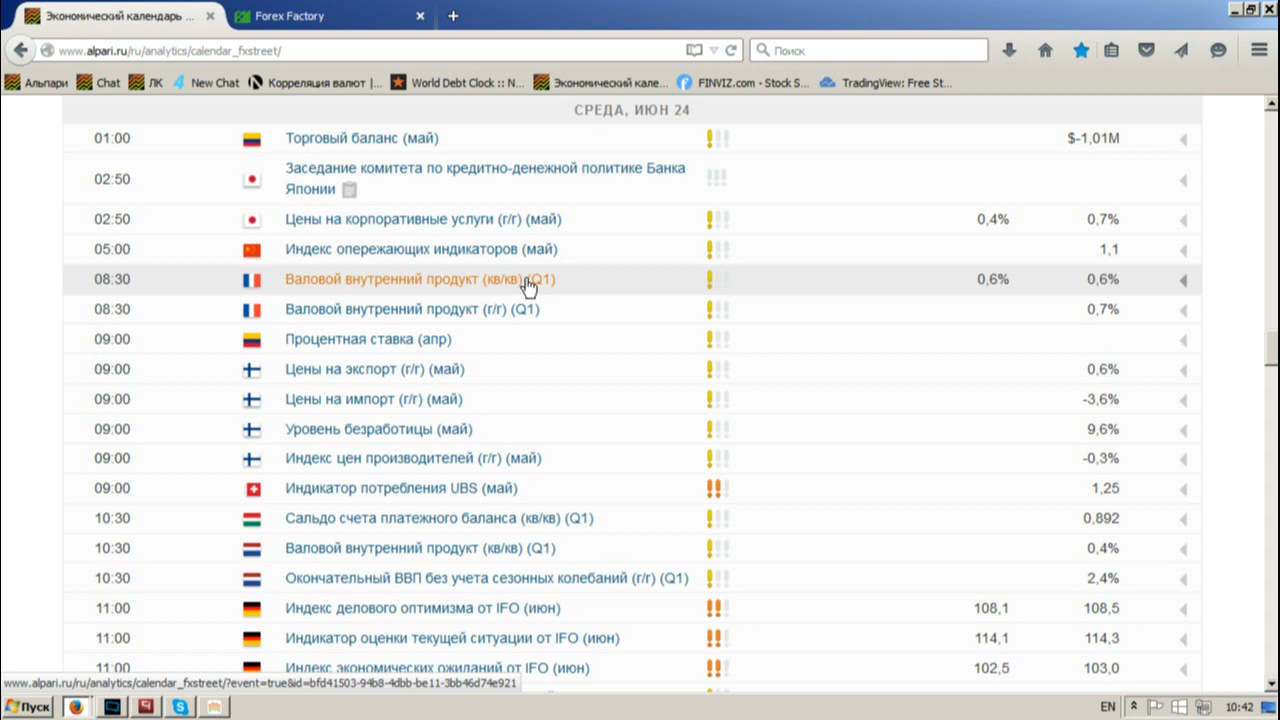 Экономический календарь ...
Forex Factory
www.alpari.ru/ru/analytics/calendar_fxstreet/
Поиск
Альпари Chat ЛК New Chat Корреляция валют |... World Debt Clock :: N... Экономический кале... FINVIZ.com - Stock S... TradingView: Free St...
СРЕДА, ИЮН 24
01:00 Торговый баланс (май) $-1,01M
02:50 Заседание комитета по кредитно-денежной политике Банка
Японии
02:50 Цены на корпоративные услуги (г/г) (май) 0,4% 0,7%
05:00 Индекс опережающих индикаторов (май) 1,1
08:30 Валовой внутренний продукт (кв/кв) (Q1) 0,6% 0,6%
08:30 Валовой внутренний продукт (г/г) (Q1) 0,7%
09:00 Процентная ставка (апр)
09:00 Цены на экспорт (г/г) (май) 0,6%
09:00 Цены на импорт (г/г) (май) -3,6%
09:00 Уровень безработицы (май) 9,6%
09:00 Индекс цен производителей (г/г) (май) -0,3%
09:00 Индикатор потребления UBS (май) 1,25
10:30 Сальдо счета платежного баланса (кв/кв) (Q1) 0,892
10:30 Валовой внутренний продукт (кв/кв) (Q1) 0,4%
10:30 Окончательный ВВП без учета сезонных колебаний (г/г) (Q1) 2,4%
11:00 Индекс делового оптимизма от IFO (июн) 108,1 108,5
11:00 Индикатор оценки текущей ситуации от IFO (июн) 114,1 114,3
11:00 Индекс экономических ожиданий от IFO (июн) 102,5 103,0
www.alpari.ru/ru/analytics/calendar_fxstreet/?event=true&id=bfd41503-94b8-4dbb-be11-3bb46d74e921
Пуск EN 10:42